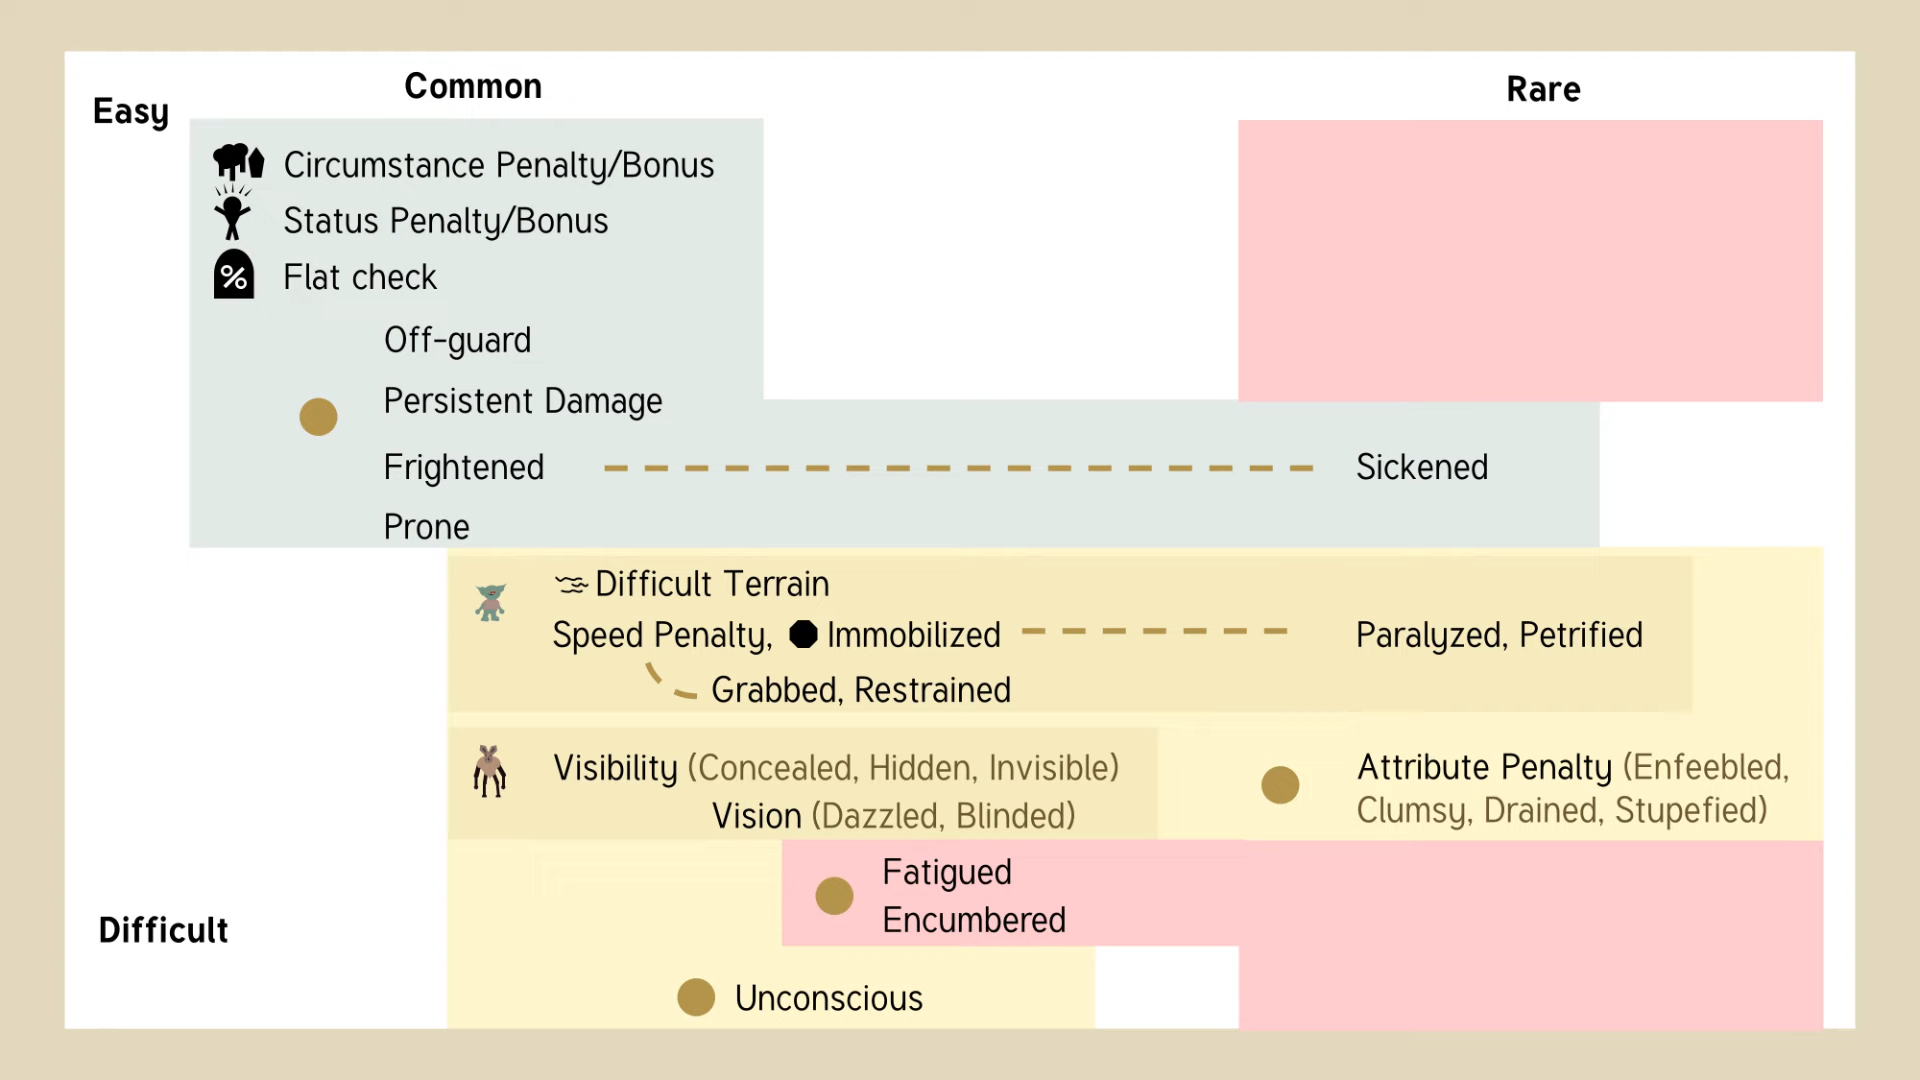 Common
Rare
Easy
Circumstance Penalty/Bonus
Status Penalty/Bonus
% Flat check
Off-guard
Persistent Damage
Frightened
Sickened
Prone
Difficult Terrain
Speed Penalty, Immobilized
Paralyzed, Petrified
Grabbed, Restrained
Visibility (Concealed, Hidden, Invisible)
Vision (Dazzled, Blinded)
Attribute Penalty (Enfeebled,
Clumsy, Drained, Stupefied)
Fatigued
Encumbered
Difficult
Unconscious